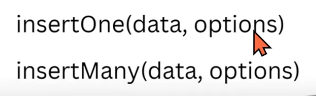 insertOne(data, options)
insertMany(data, options)